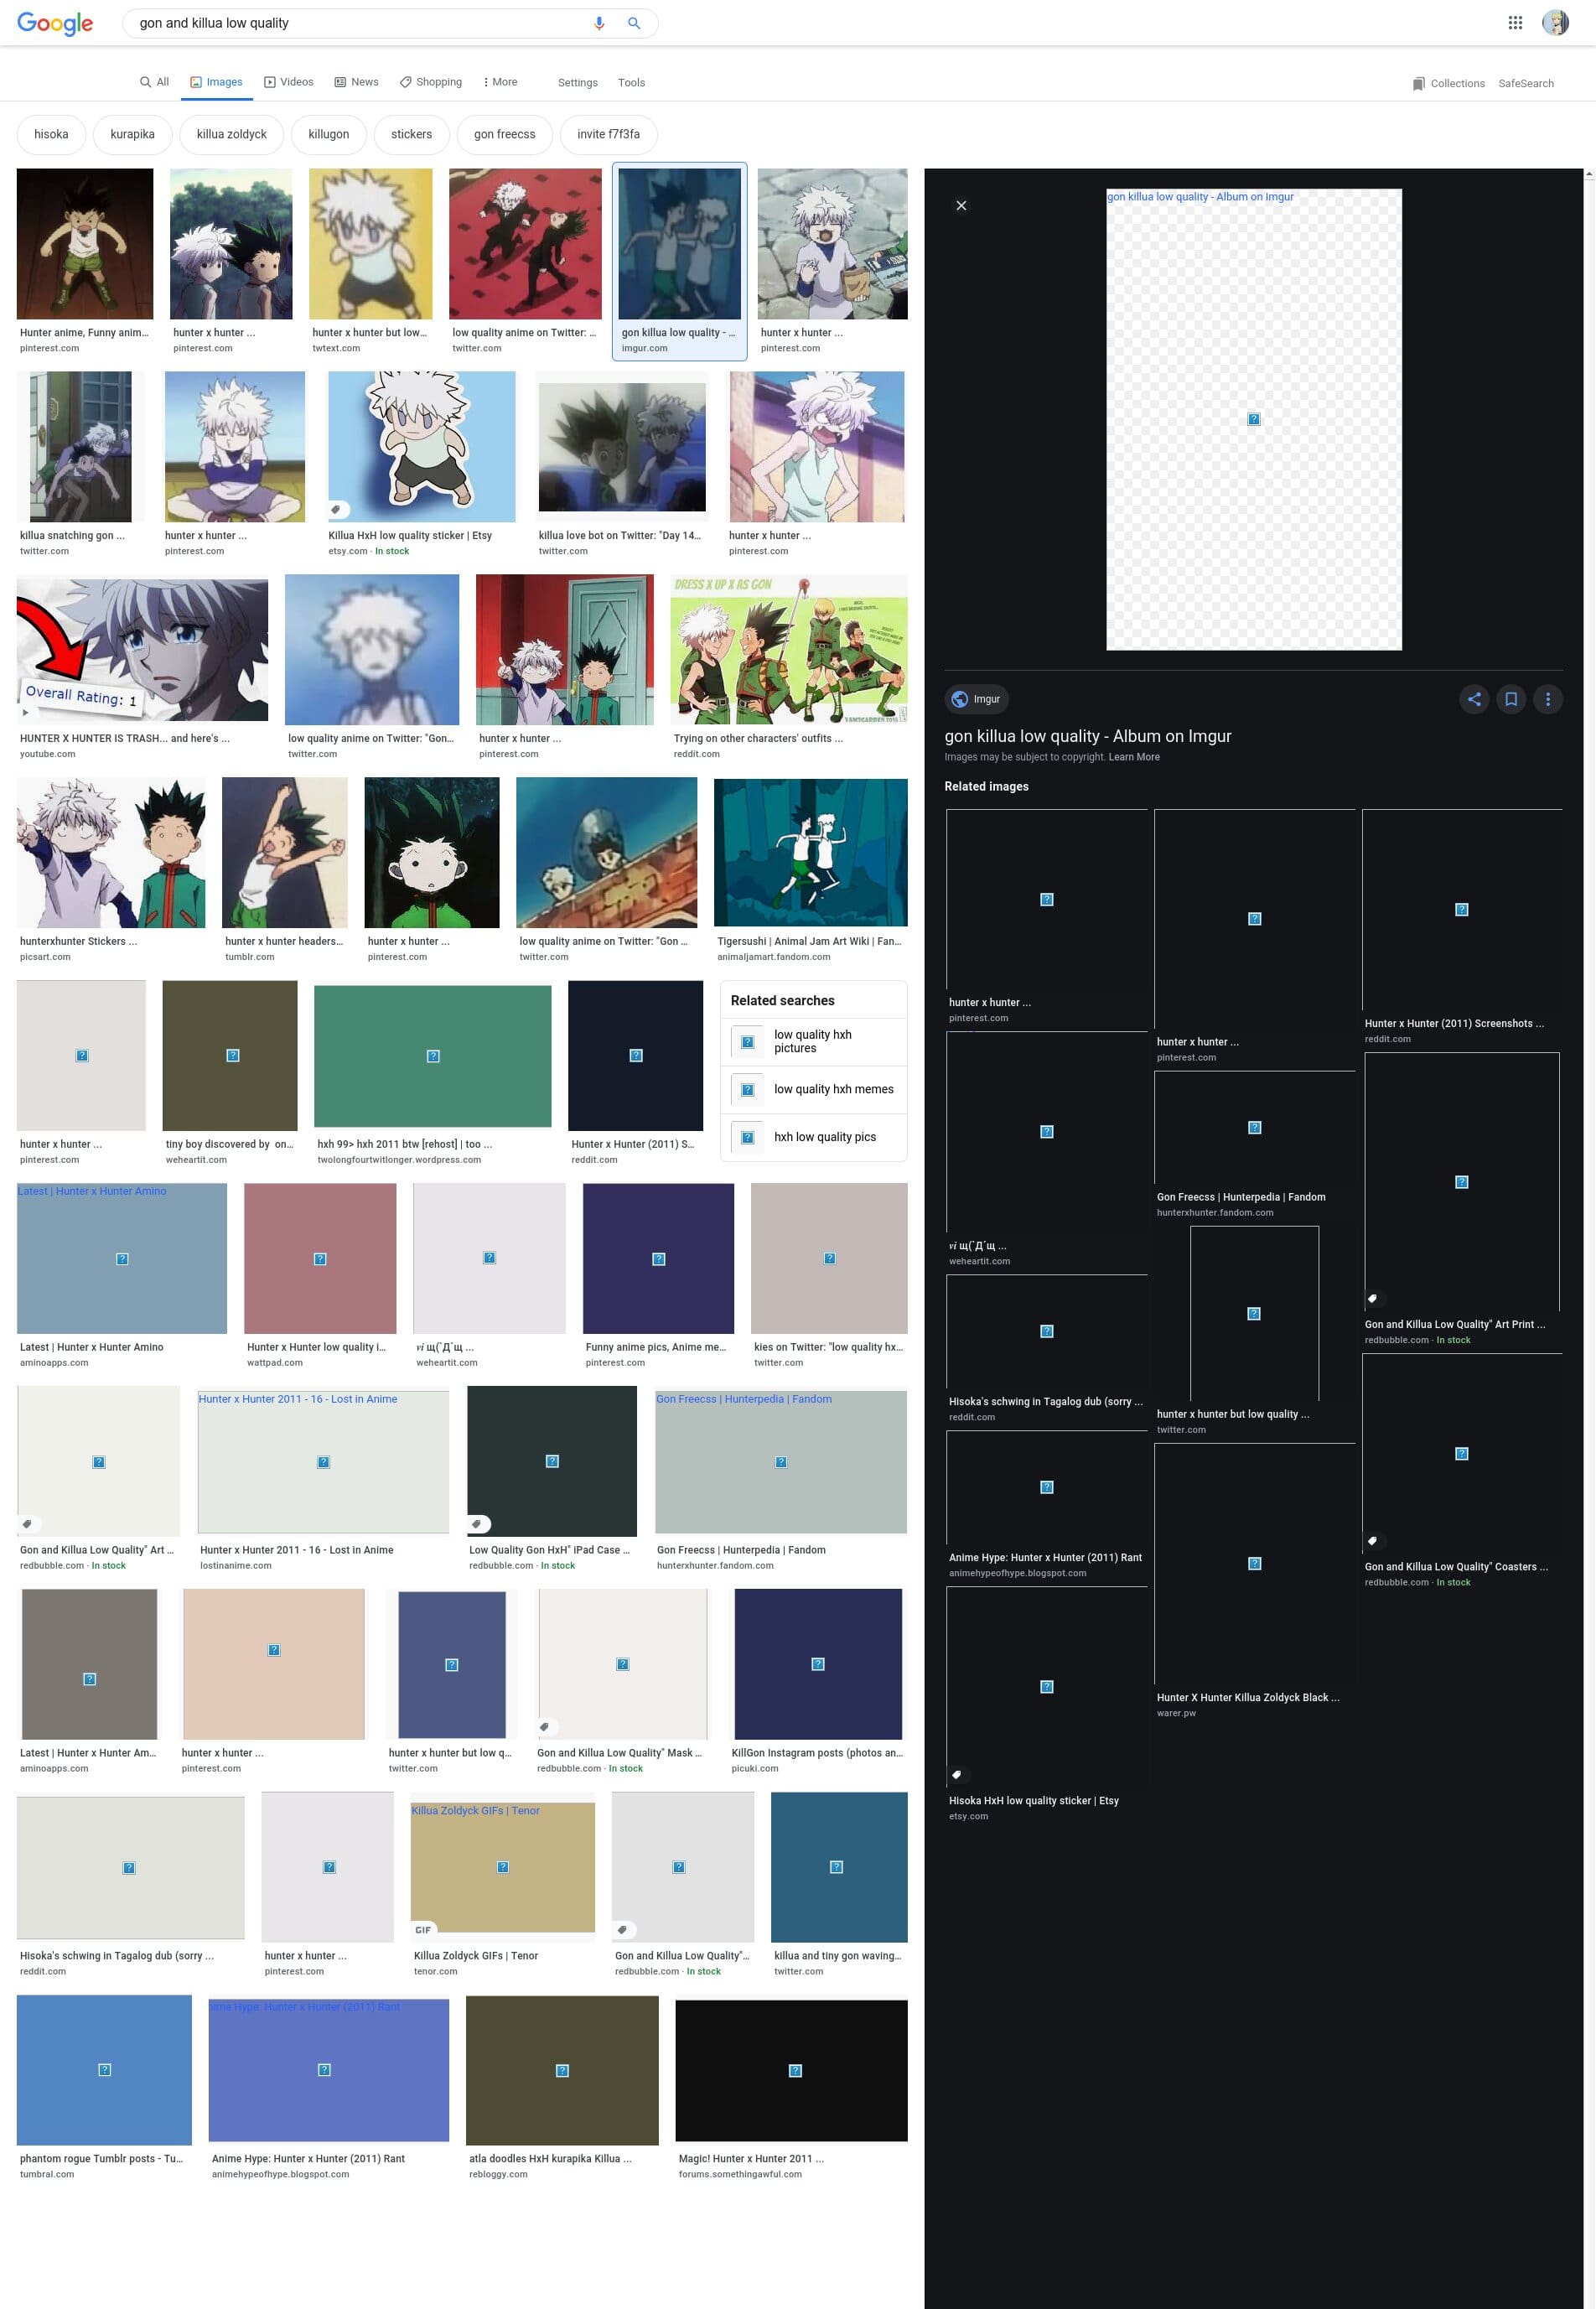 Google
gon and killua low quality
All
Images
Videos
News
Shopping
More
Settings
Tools
Collections
SafeSearch
hisoka
kurapika
killua zoldyck
killugon
stickers
gon freecss
invite f7f3fa
Hunter anime, Funny anim...
pinterest.com
hunter x hunter ...
pinterest.com
hunter x hunter but low...
twtext.com
low quality anime on Twitter: ...
twitter.com
gon killua low quality - ...
imgur.com
hunter x hunter ...
pinterest.com
killua snatching gon ...
twitter.com
hunter x hunter ...
pinterest.com
Killua HxH low quality sticker | Etsy
etsy.com · In stock
killua love bot on Twitter: "Day 14...
twitter.com
hunter x hunter ...
pinterest.com
Overall Rating: 1
HUNTER X HUNTER IS TRASH... and here's ...
youtube.com
low quality anime on Twitter: "Gon...
twitter.com
hunter x hunter ...
pinterest.com
DRESS X UP X AS GON
Trying on other characters' outfits ...
reddit.com
hunterxhunter Stickers ...
picsart.com
hunter x hunter headers...
tumblr.com
hunter x hunter ...
pinterest.com
low quality anime on Twitter: "Gon ...
twitter.com
Tigersushi | Animal Jam Art Wiki | Fan...
animaljamart.fandom.com
hunter x hunter ...
pinterest.com
tiny boy discovered by on...
weheartit.com
hxh 99> hxh 2011 btw [rehost] | too ...
twolongfourtwitlonger.wordpress.com
Hunter x Hunter (2011) S...
reddit.com
Related searches
low quality hxh
pictures
low quality hxh memes
hxh low quality pics
Latest | Hunter x Hunter Amino
Latest | Hunter x Hunter Amino
aminoapps.com
Hunter x Hunter low quality i...
wattpad.com
vi щ(゚Д゚щ ...
weheartit.com
Funny anime pics, Anime me...
pinterest.com
kies on Twitter: "low quality hx...
twitter.com
Gon and Killua Low Quality" Art ...
redbubble.com · In stock
Hunter x Hunter 2011 - 16 - Lost in Anime
Hunter x Hunter 2011 - 16 - Lost in Anime
lostinanime.com
Low Quality Gon HxH" iPad Case ...
redbubble.com · In stock
Gon Freecss | Hunterpedia | Fandom
Gon Freecss | Hunterpedia | Fandom
hunterxhunter.fandom.com
Latest | Hunter x Hunter Am...
aminoapps.com
hunter x hunter ...
pinterest.com
hunter x hunter but low q...
twitter.com
Gon and Killua Low Quality" Mask ...
redbubble.com · In stock
KillGon Instagram posts (photos an...
picuki.com
Hisoka's schwing in Tagalog dub (sorry ...
reddit.com
hunter x hunter ...
pinterest.com
Killua Zoldyck GIFs | Tenor
GIF
Killua Zoldyck GIFs | Tenor
tenor.com
Gon and Killua Low Quality"...
redbubble.com · In stock
killua and tiny gon waving...
twitter.com
phantom rogue Tumblr posts - Tu...
tumbral.com
nime Hype: Hunter x Hunter (2011) Rant
Anime Hype: Hunter x Hunter (2011) Rant
animehypeofhype.blogspot.com
atla doodles HxH kurapika Killua ...
rebloggy.com
Magic! Hunter x Hunter 2011 ...
forums.somethingawful.com
gon killua low quality - Album on Imgur
Imgur
gon killua low quality - Album on Imgur
Images may be subject to copyright. Learn More
Related images
hunter x hunter ...
pinterest.com
hunter x hunter ...
pinterest.com
Hunter x Hunter (2011) Screenshots ...
reddit.com
vi щ(゚Д゚щ ...
weheartit.com
Gon Freecss | Hunterpedia | Fandom
hunterxhunter.fandom.com
Gon and Killua Low Quality" Art Print ...
redbubble.com · In stock
Hisoka's schwing in Tagalog dub (sorry ...
reddit.com
hunter x hunter but low quality ...
twitter.com
Anime Hype: Hunter x Hunter (2011) Rant
animehypeofhype.blogspot.com
Gon and Killua Low Quality" Coasters ...
redbubble.com · In stock
Hunter X Hunter Killua Zoldyck Black ...
warer.pw
Hisoka HxH low quality sticker | Etsy
etsy.com